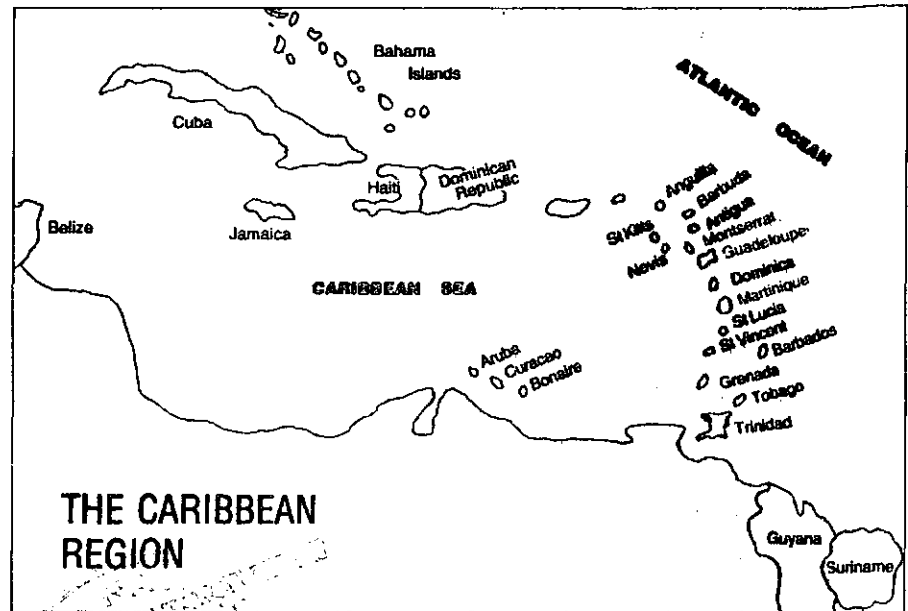 Bahama
Islands
ATLANTIC OCEAN
Cuba
Haiti
Dominican
Republic
Anguilla
Barbuda
Antigua
St Kitts
Montserrat
Nevis
Guadeloupe
Belize
Jamaica
CARIBBEAN SEA
Dominica
Martinique
St Lucia
St Vincent
Barbados
Aruba
Curacao
Bonaire
Grenada
Tobago
Trinidad
THE CARIBBEAN
REGION
Guyana
Suriname